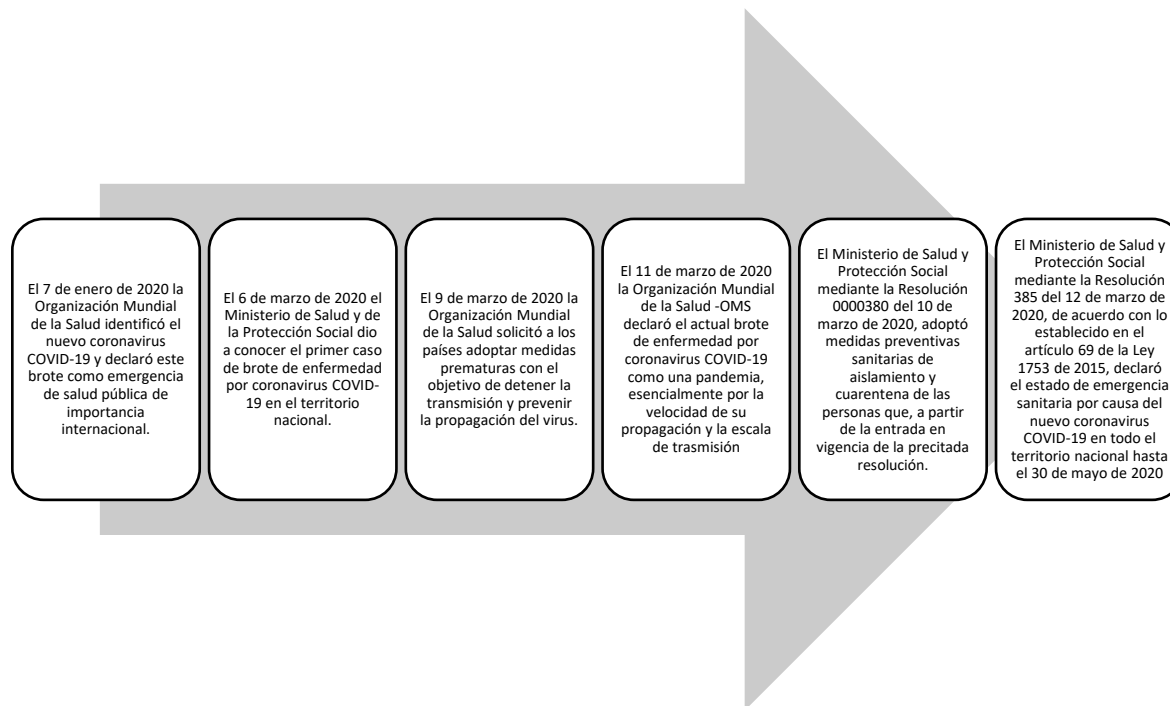 El 7 de enero de 2020 la
Organización Mundial
de la Salud identificó el
nuevo coronavirus
COVID-19 y declaró este
brote como emergencia
de salud pública de
importancia
internacional.
El 6 de marzo de 2020 el
Ministerio de Salud y de
la Protección Social dio
a conocer el primer caso
de brote de enfermedad
por coronavirus COVID-
19 en el territorio
nacional.
El 9 de marzo de 2020 la
Organización Mundial
de la Salud solicitó a los
países adoptar medidas
prematuras con el
objetivo de detener la
transmisión y prevenir
la propagación del virus.
El 11 de marzo de 2020
la Organización Mundial
de la Salud -OMS
declaró el actual brote
de enfermedad por
coronavirus COVID-19
como una pandemia,
esencialmente por la
velocidad de su
propagación y la escala
de trasmisión
El Ministerio de Salud y
Protección Social
mediante la Resolución
0000380 del 10 de
marzo de 2020, adoptó
medidas preventivas
sanitarias de
aislamiento y
cuarentena de las
personas que, a partir
de la entrada en
vigencia de la precitada
resolución.
El Ministerio de Salud y
Protección Social
mediante la Resolución
385 del 12 de marzo de
2020, de acuerdo con lo
establecido en el
artículo 69 de la Ley
1753 de 2015, declaró
el estado de emergencia
sanitaria por causa del
nuevo coronavirus
COVID-19 en todo el
territorio nacional hasta
el 30 de mayo de 2020